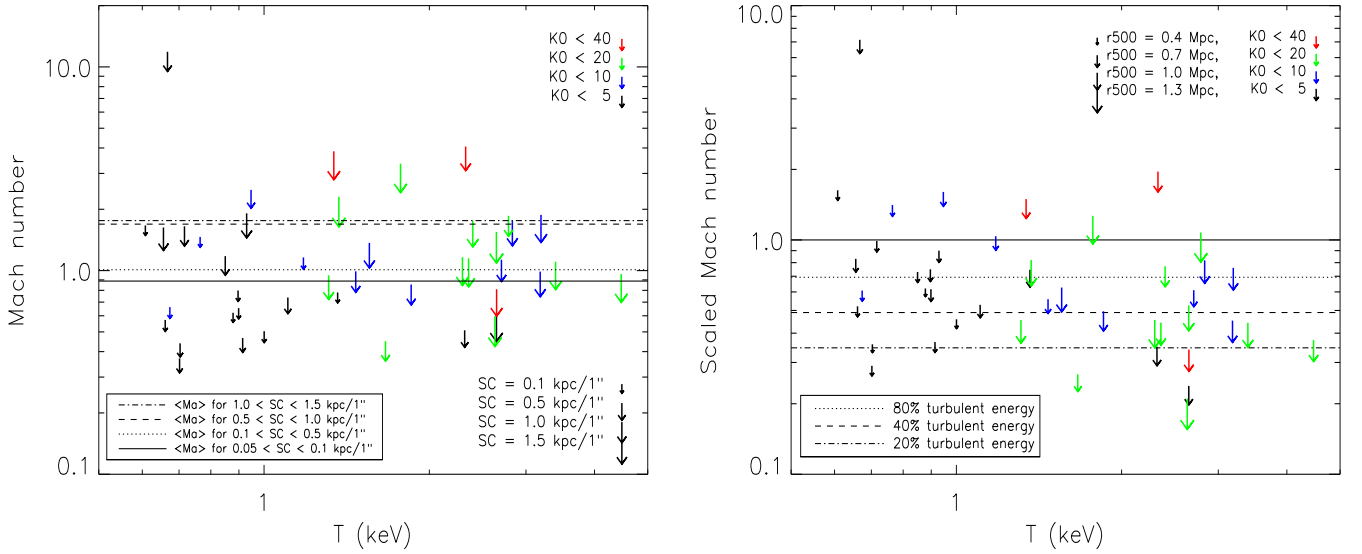 Mach number
10.0
1.0
0.1
K0 < 40
K0 < 20
K0 < 10
K0 < 5
SC = 0.1 kpc/1"
SC = 0.5 kpc/1"
SC = 1.0 kpc/1"
SC = 1.5 kpc/1"
<Ma> for 1.0 < SC < 1.5 kpc/1"
<Ma> for 0.5 < SC < 1.0 kpc/1"
<Ma> for 0.1 < SC < 0.5 kpc/1"
<Ma> for 0.05 < SC < 0.1 kpc/1"
1
T (keV)
Scaled Mach number
10.0
1.0
0.1
r500 = 0.4 Mpc, K0 < 40
r500 = 0.7 Mpc, K0 < 20
r500 = 1.0 Mpc, K0 < 10
r500 = 1.3 Mpc, K0 < 5
80% turbulent energy
40% turbulent energy
20% turbulent energy
1
T (keV)